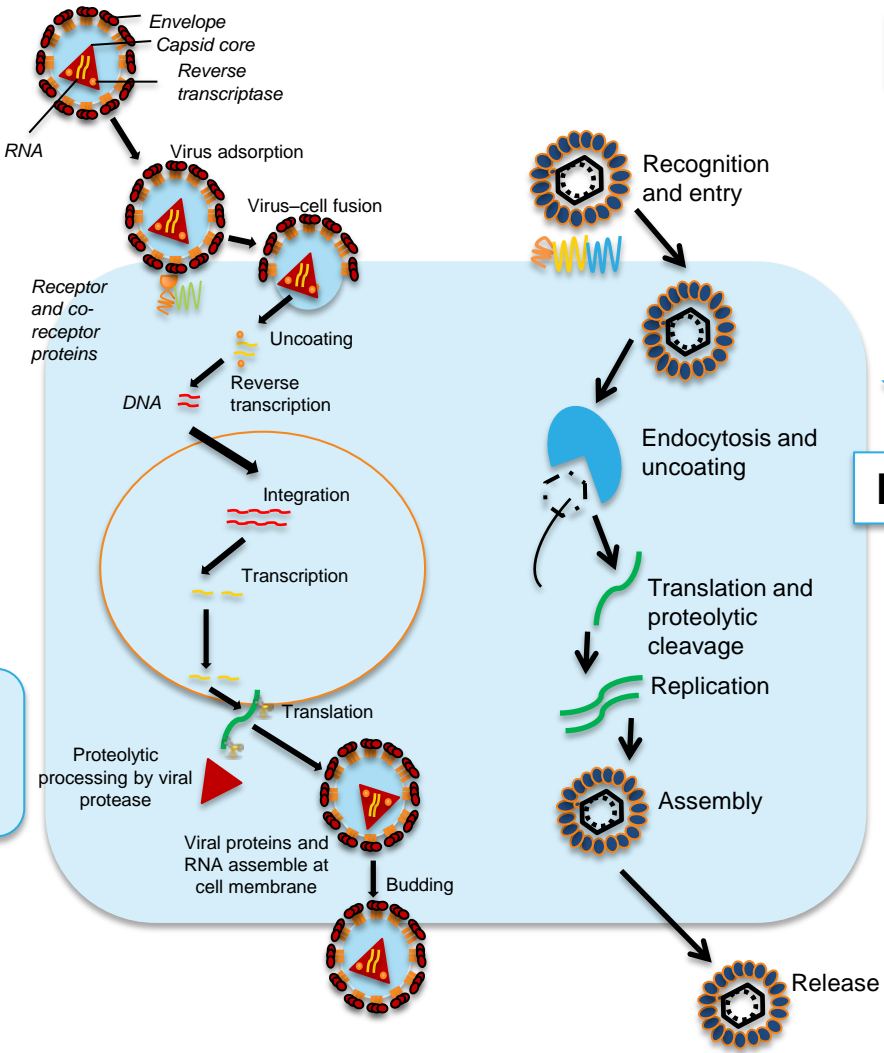 Envelope
Capsid core
Reverse
transcriptase
RNA
Virus adsorption
Virus–cell fusion
Receptor
and co-
receptor
proteins
Uncoating
DNA
Reverse
transcription
Integration
Transcription
Translation
Proteolytic
processing by viral
protease
Viral proteins and
RNA assemble at
cell membrane
Budding
Recognition
and entry
Endocytosis and
uncoating
Translation and
proteolytic
cleavage
Replication
Assembly
Release